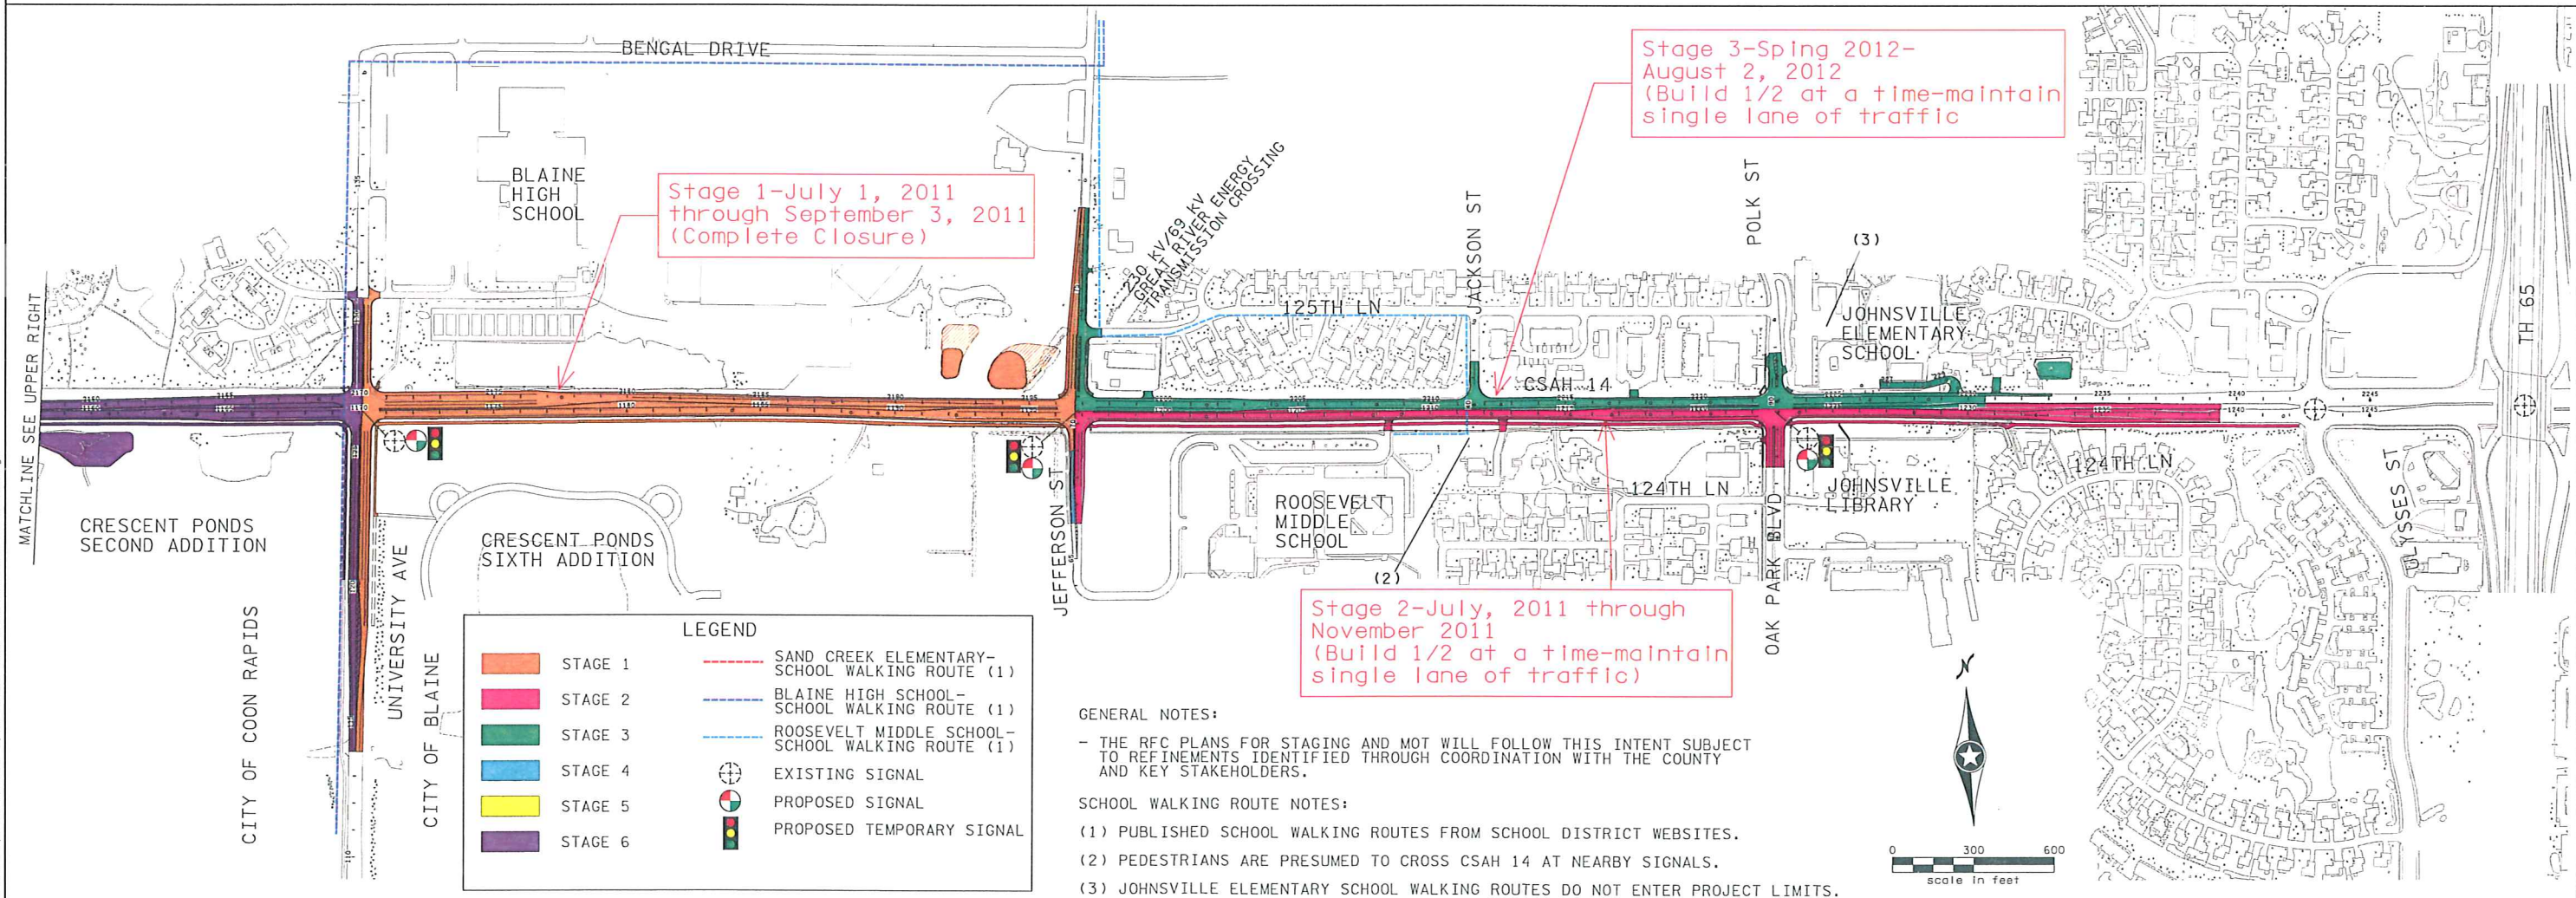 BENGAL DRIVE
Stage 3-Sping 2012-
August 2, 2012
(Build 1/2 at a time-maintain
single lane of traffic
BLAINE
HIGH
SCHOOL
Stage 1-July 1, 2011
through September 3, 2011
(Complete Closure)
230 KV/69 KV
GREAT RIVER ENERGY
TRANSMISSION CROSSING
JACKSON ST
POLK ST
(3)
125TH LN
JOHNSVILLE
ELEMENTARY
SCHOOL
TH 65
MATCHLINE SEE UPPER RIGHT
CSAH 14
CRESCENT PONDS
SECOND ADDITION
CRESCENT PONDS
SIXTH ADDITION
UNIVERSITY AVE
CITY OF COON RAPIDS
CITY OF BLAINE
JEFFERSON ST
ROOSEVELT
MIDDLE
SCHOOL
(2)
124TH LN
OAK PARK BLVD
JOHNSVILLE
LIBRARY
124TH LN
ULYSSES ST
Stage 2-July, 2011 through
November 2011
(Build 1/2 at a time-maintain
single lane of traffic)
LEGEND
STAGE 1
STAGE 2
STAGE 3
STAGE 4
STAGE 5
STAGE 6
SAND CREEK ELEMENTARY-
SCHOOL WALKING ROUTE (1)
BLAINE HIGH SCHOOL-
SCHOOL WALKING ROUTE (1)
ROOSEVELT MIDDLE SCHOOL-
SCHOOL WALKING ROUTE (1)
EXISTING SIGNAL
PROPOSED SIGNAL
PROPOSED TEMPORARY SIGNAL
GENERAL NOTES:
- THE RFC PLANS FOR STAGING AND MOT WILL FOLLOW THIS INTENT SUBJECT
TO REFINEMENTS IDENTIFIED THROUGH COORDINATION WITH THE COUNTY
AND KEY STAKEHOLDERS.
SCHOOL WALKING ROUTE NOTES:
(1) PUBLISHED SCHOOL WALKING ROUTES FROM SCHOOL DISTRICT WEBSITES.
(2) PEDESTRIANS ARE PRESUMED TO CROSS CSAH 14 AT NEARBY SIGNALS.
(3) JOHNSVILLE ELEMENTARY SCHOOL WALKING ROUTES DO NOT ENTER PROJECT LIMITS.
N
0 300 600
scale in feet